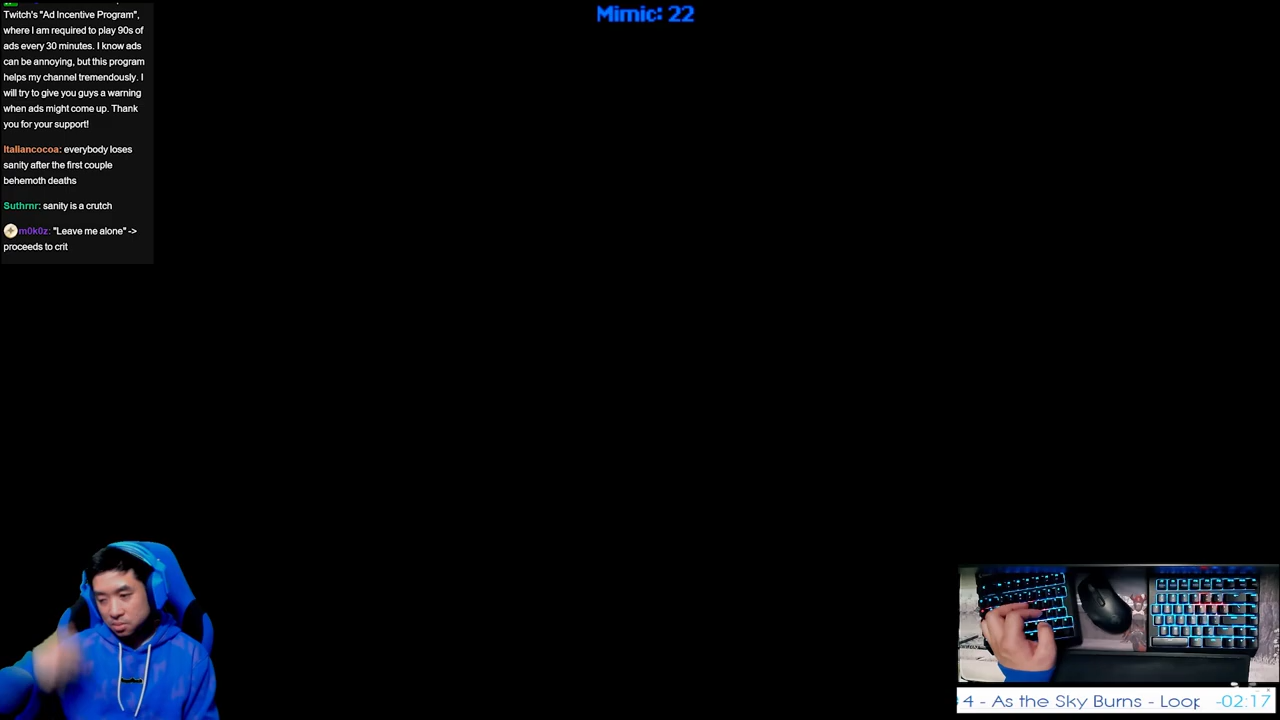 Twitch's "Ad Incentive Program",
where I am required to play 90s of
ads every 30 minutes. I know ads
can be annoying, but this program
helps my channel tremendously. I
will try to give you guys a warning
when ads might come up. Thank
you for your support!
Italiancocoa: everybody loses
sanity after the first couple
behemoth deaths
Suthrnr: sanity is a crutch
m0k0z: "Leave me alone" ->
proceeds to crit
Mimic: 22
4 - As the Sky Burns - Loop
-02:17